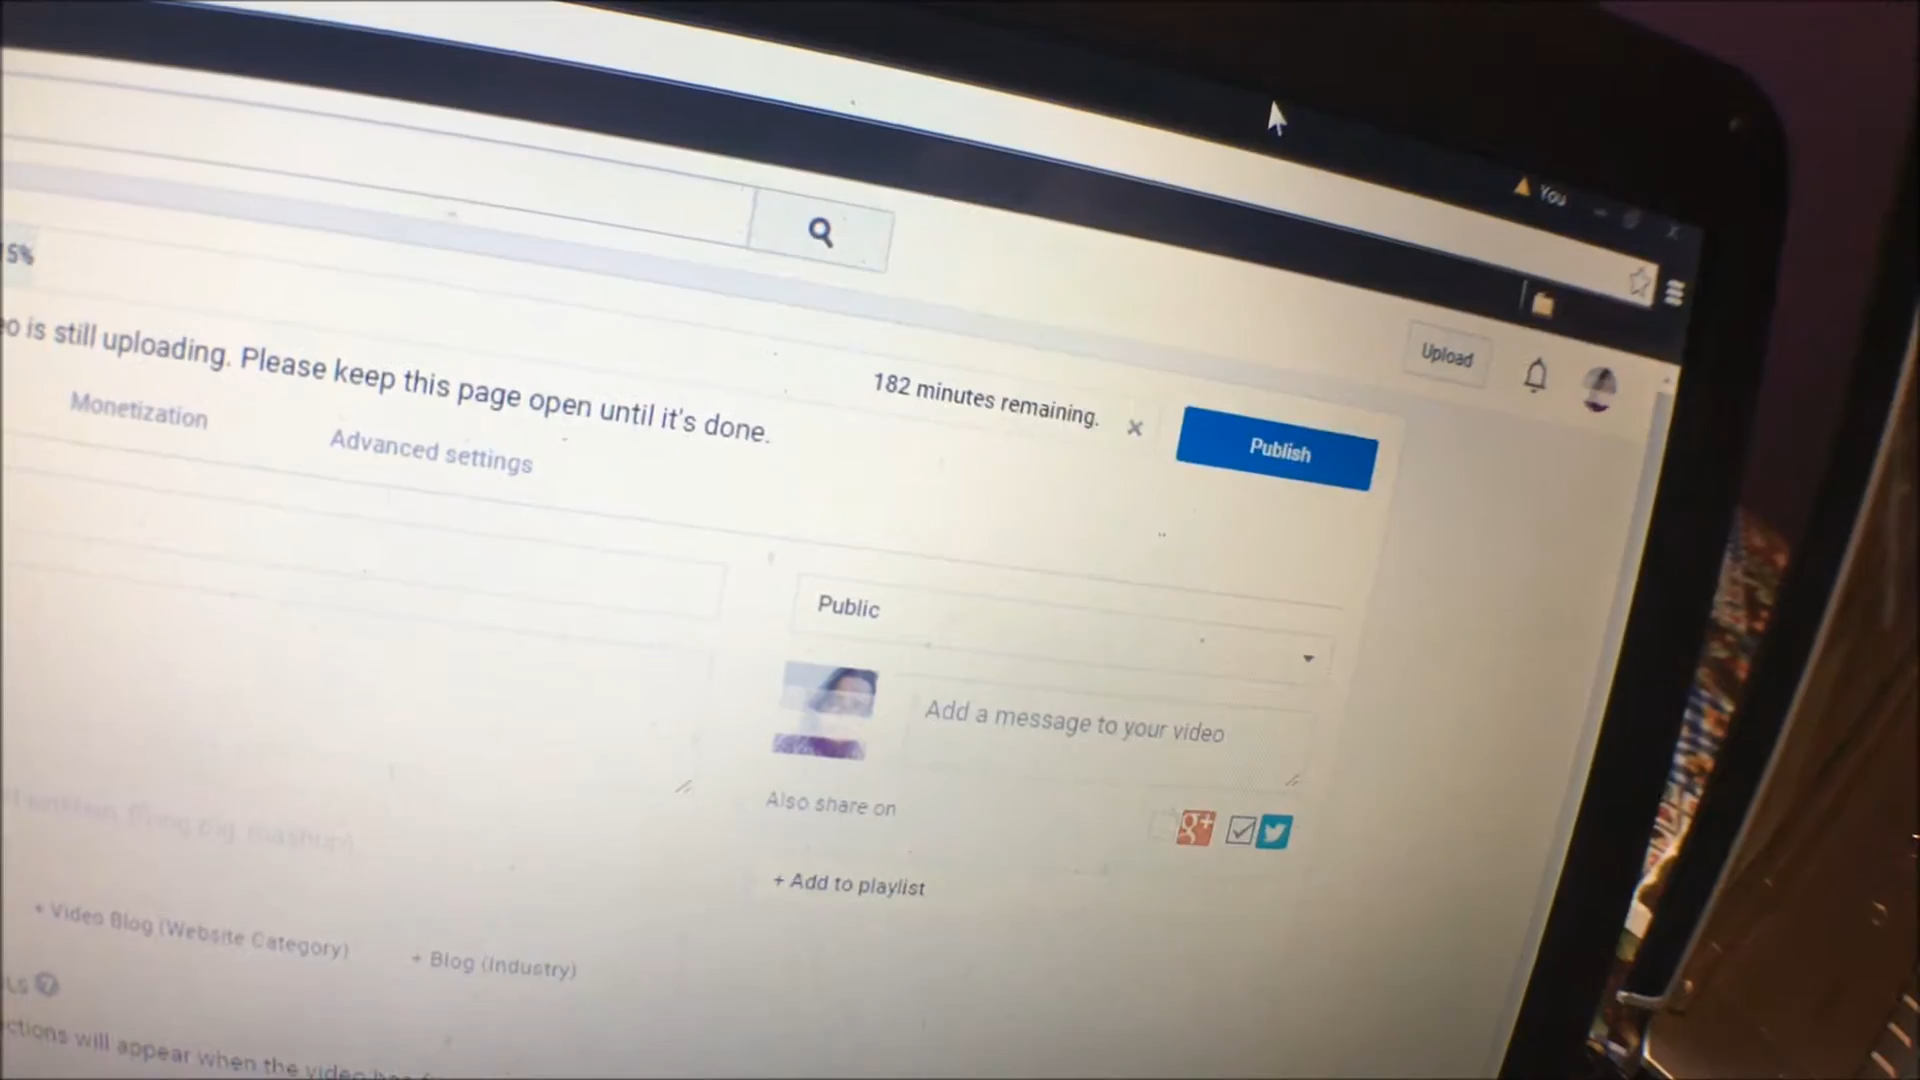 You
Upload
5%
o is still uploading. Please keep this page open until it's done.
182 minutes remaining.
Publish
Monetization
Advanced settings
Public
Add a message to your video
Also share on
g+
+ Add to playlist
+ Video Blog (Website Category)
+ Blog (Industry)
ctions will appear when the video